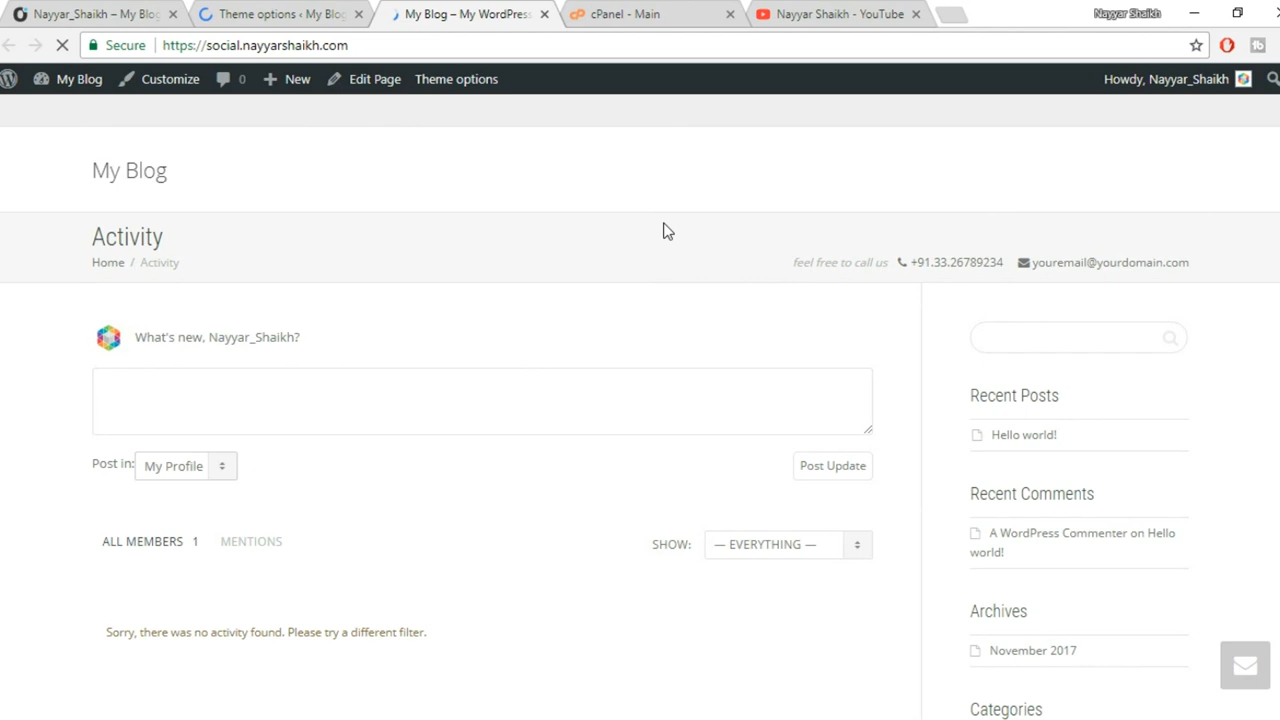 Nayyar_Shaikh – My Blog
Theme options ‹ My Blog
My Blog – My WordPress
cPanel - Main
Nayyar Shaikh - YouTube
Nayyar Shaikh
Secure
https://social.nayyarshaikh.com
My Blog
Customize
0
New
Edit Page
Theme options
Howdy, Nayyar_Shaikh
My Blog
Activity
Home / Activity
feel free to call us
+91.33.26789234
youremail@yourdomain.com
What's new, Nayyar_Shaikh?
Post in:
My Profile
Post Update
ALL MEMBERS 1
MENTIONS
SHOW:
— EVERYTHING —
Sorry, there was no activity found. Please try a different filter.
Recent Posts
Hello world!
Recent Comments
A WordPress Commenter on Hello
world!
Archives
November 2017
Categories